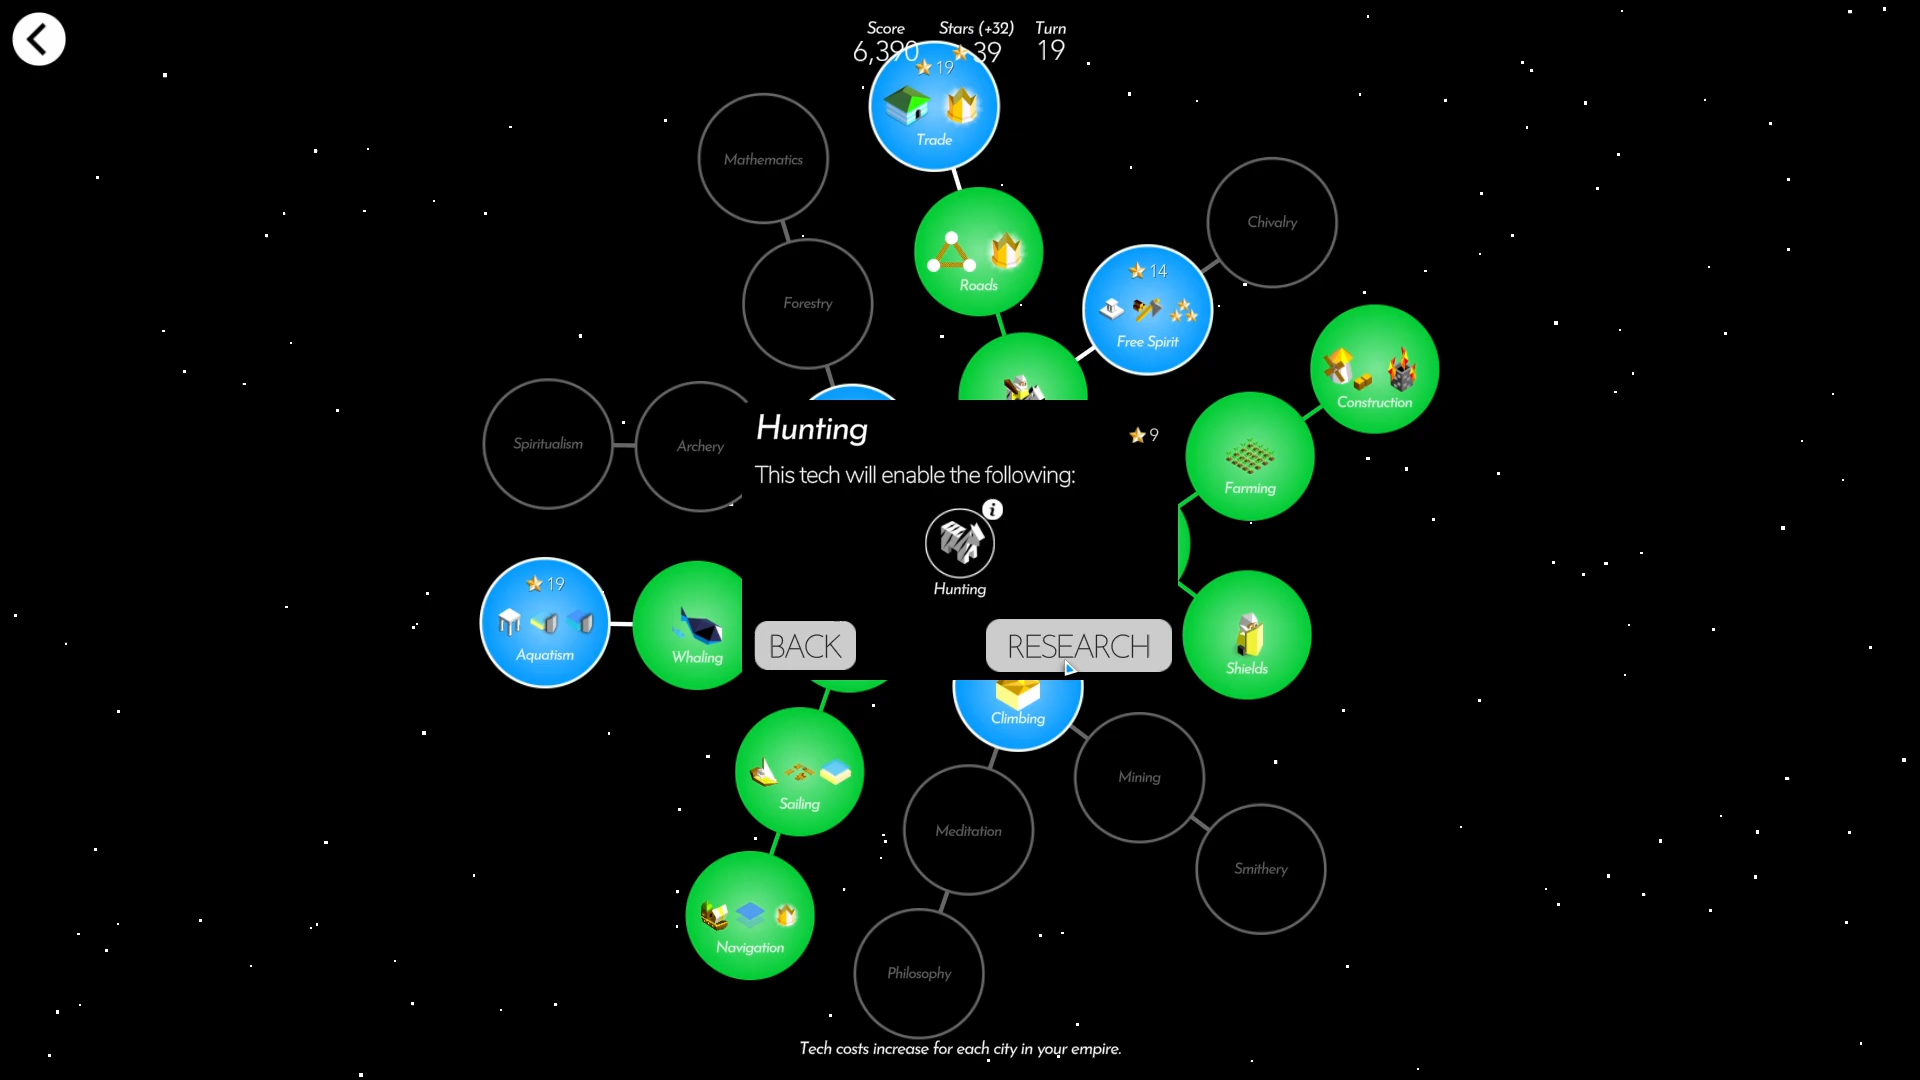 Score Stars (+32) Turn
6,390 39 19
19
Trade
Mathematics
Chivalry
Roads
14
Free Spirit
Forestry
Construction
Spiritualism
Archery
Hunting
9
This tech will enable the following:
Farming
i
Hunting
19
Aquatism
Whaling
BACK
RESEARCH
Shields
Climbing
Sailing
Mining
Meditation
Smithery
Navigation
Philosophy
Tech costs increase for each city in your empire.